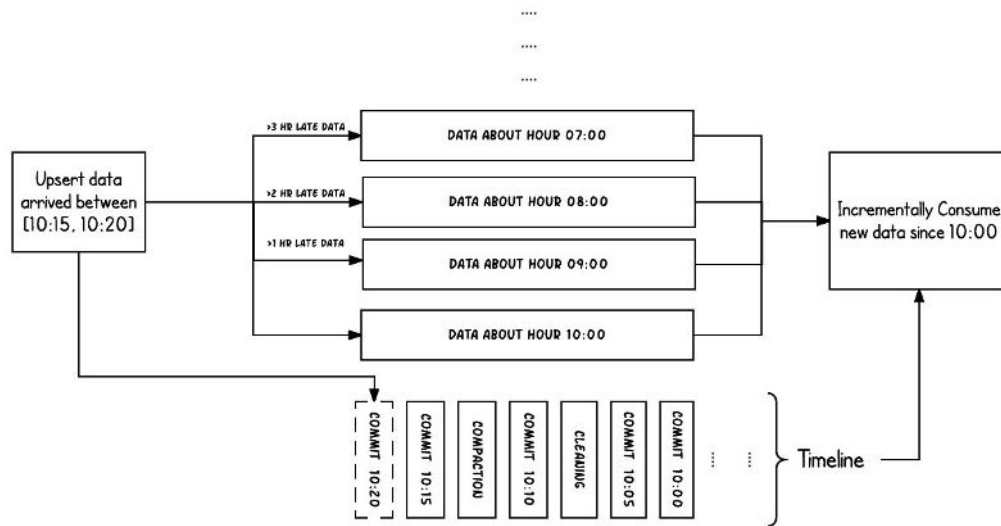 ....
....
....
>3 HR LATE DATA
DATA ABOUT HOUR 07:00
Upsert data
arrived between
[10:15, 10:20]
>2 HR LATE DATA
DATA ABOUT HOUR 08:00
Incrementally Consume
new data since 10:00
>1 HR LATE DATA
DATA ABOUT HOUR 09:00
DATA ABOUT HOUR 10:00
COMMIT 10:20
COMMIT 10:15
COMPACTION
COMMIT 10:10
CLEANING
COMMIT 10:05
COMMIT 10:00
....
....
Timeline